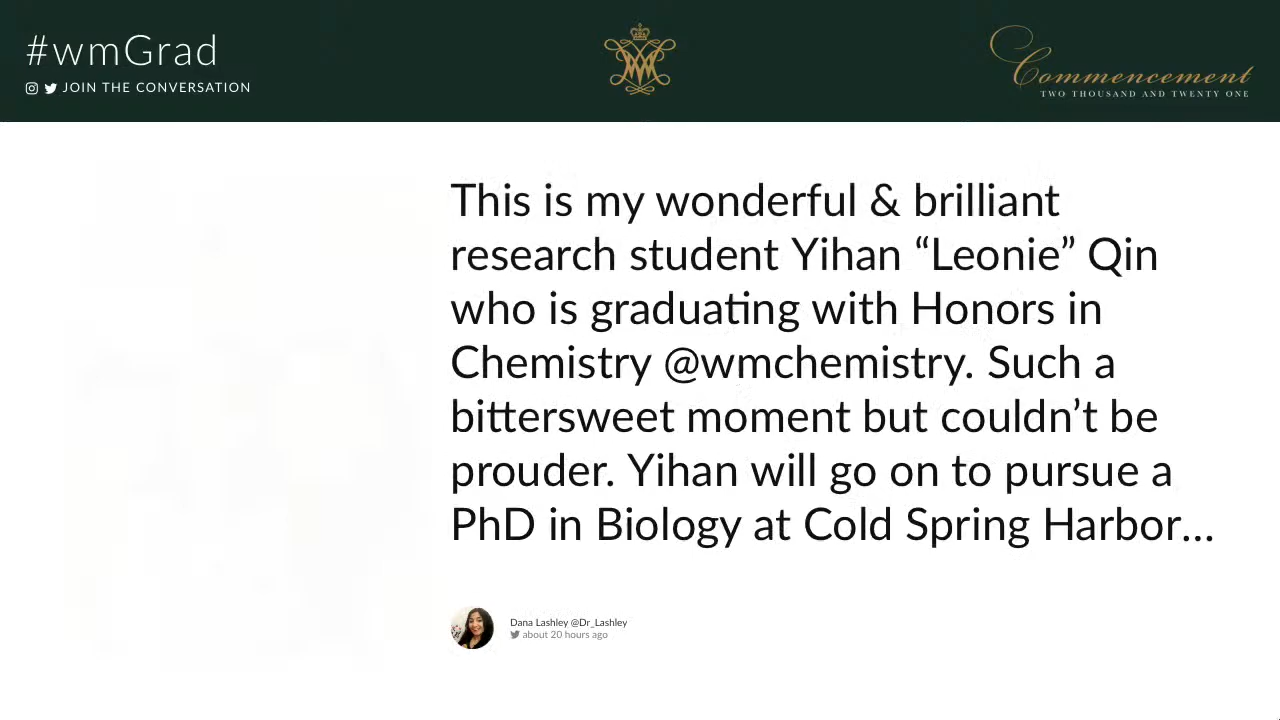 #wmGrad
JOIN THE CONVERSATION
Commencement
TWO THOUSAND AND TWENTY ONE
This is my wonderful & brilliant
research student Yihan “Leonie” Qin
who is graduating with Honors in
Chemistry @wmchemistry. Such a
bittersweet moment but couldn’t be
prouder. Yihan will go on to pursue a
PhD in Biology at Cold Spring Harbor...
Dana Lashley @Dr_Lashley
about 20 hours ago